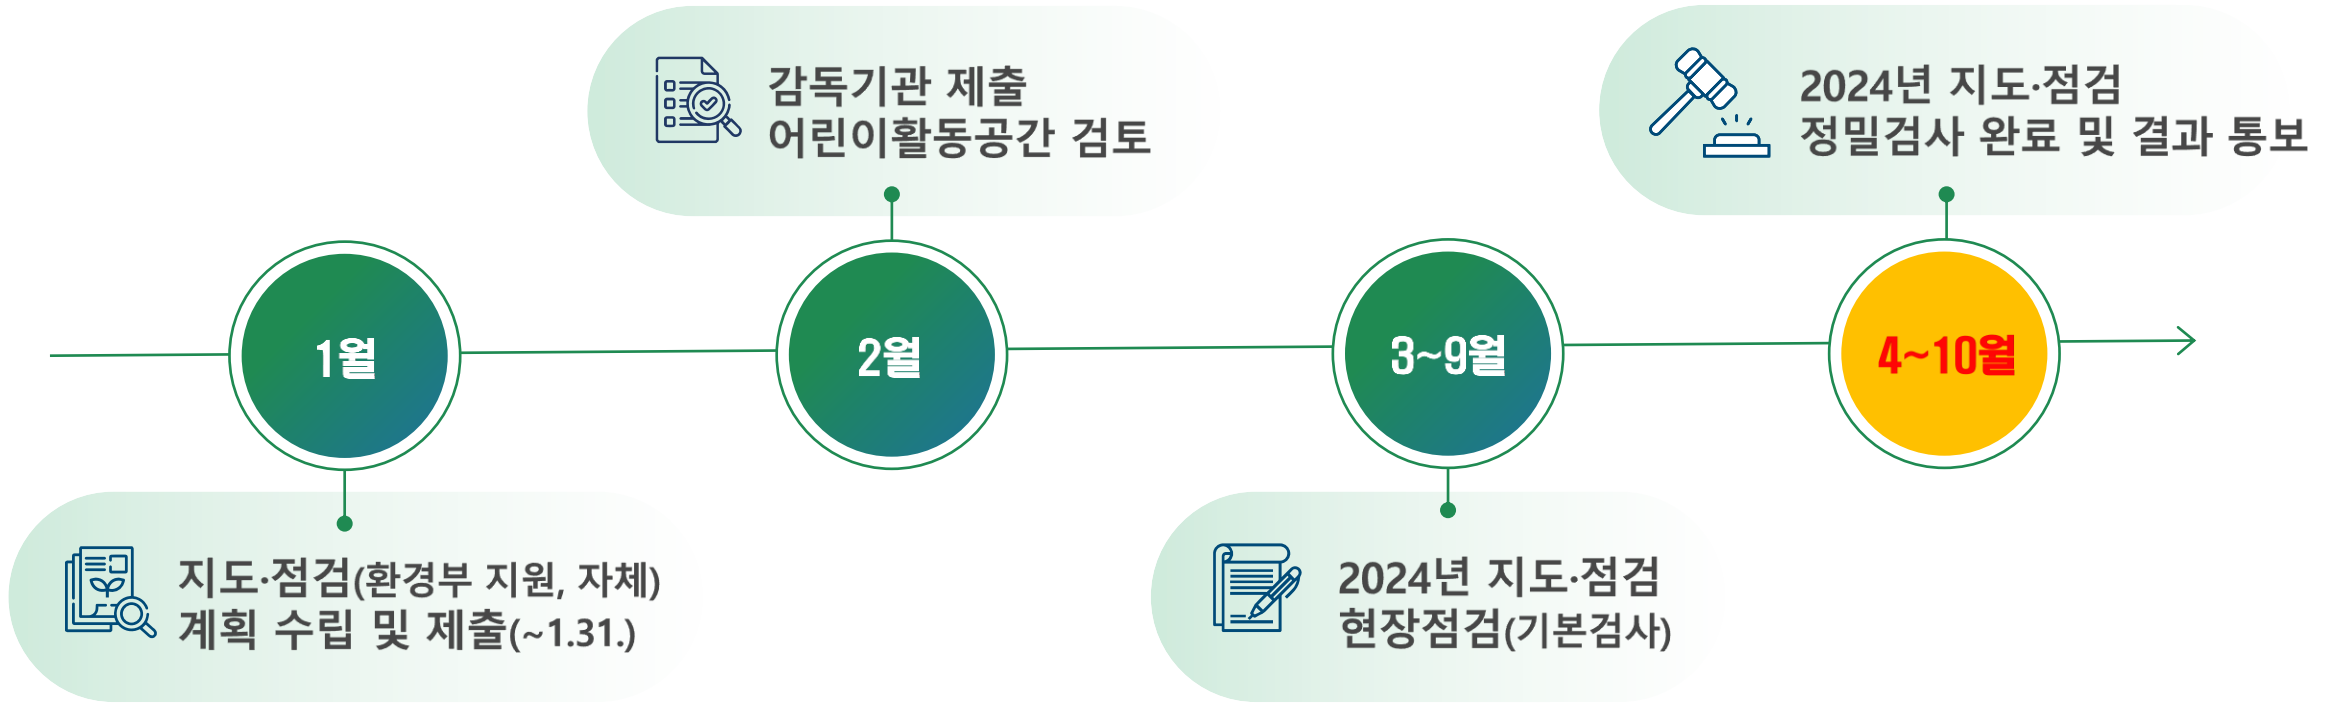 1월
지도·점검(환경부 지원, 자체)
계획 수립 및 제출(~1.31.)
2월
감독기관 제출
어린이활동공간 검토
3~9월
2024년 지도·점검
현장점검(기본검사)
4~10월
2024년 지도·점검
정밀검사 완료 및 결과 통보